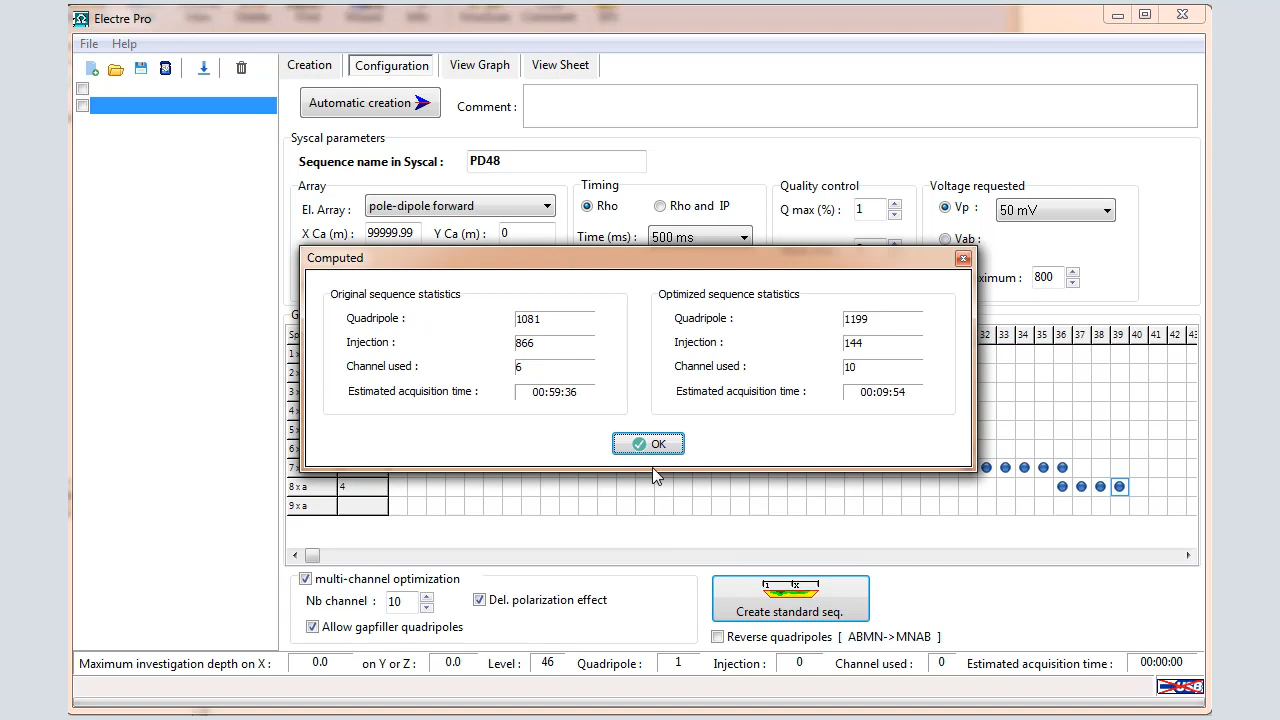 Electre Pro
File Help
Creation Configuration View Graph View Sheet
Automatic creation Comment :
Syscal parameters
Sequence name in Syscal : PD48
Array Timing Quality control Voltage requested
El. Array : pole-dipole forward Rho Rho and IP Q max (%) : 1 Vp : 50 mV
X Ca (m) : 99999.99 Y Ca (m) : 0 Time (ms) : 500 ms Vab :
Computed
ximum : 800
Original sequence statistics Optimized sequence statistics
Quadripole : 1081 Quadripole : 1199
Injection : 866 Injection : 144
Channel used : 6 Channel used : 10
Estimated acquisition time : 00:59:36 Estimated acquisition time : 00:09:54
OK
32 33 34 35 36 37 38 39 40 41 42 43
8 x a 4
9 x a
multi-channel optimization
Nb channel : 10 Del. polarization effect
Allow gapfiller quadripoles
Create standard seq.
Reverse quadripoles [ ABMN->MNAB ]
Maximum investigation depth on X : 0.0 on Y or Z : 0.0 Level : 46 Quadripole : 1 Injection : 0 Channel used : 0 Estimated acquisition time : 00:00:00
USB